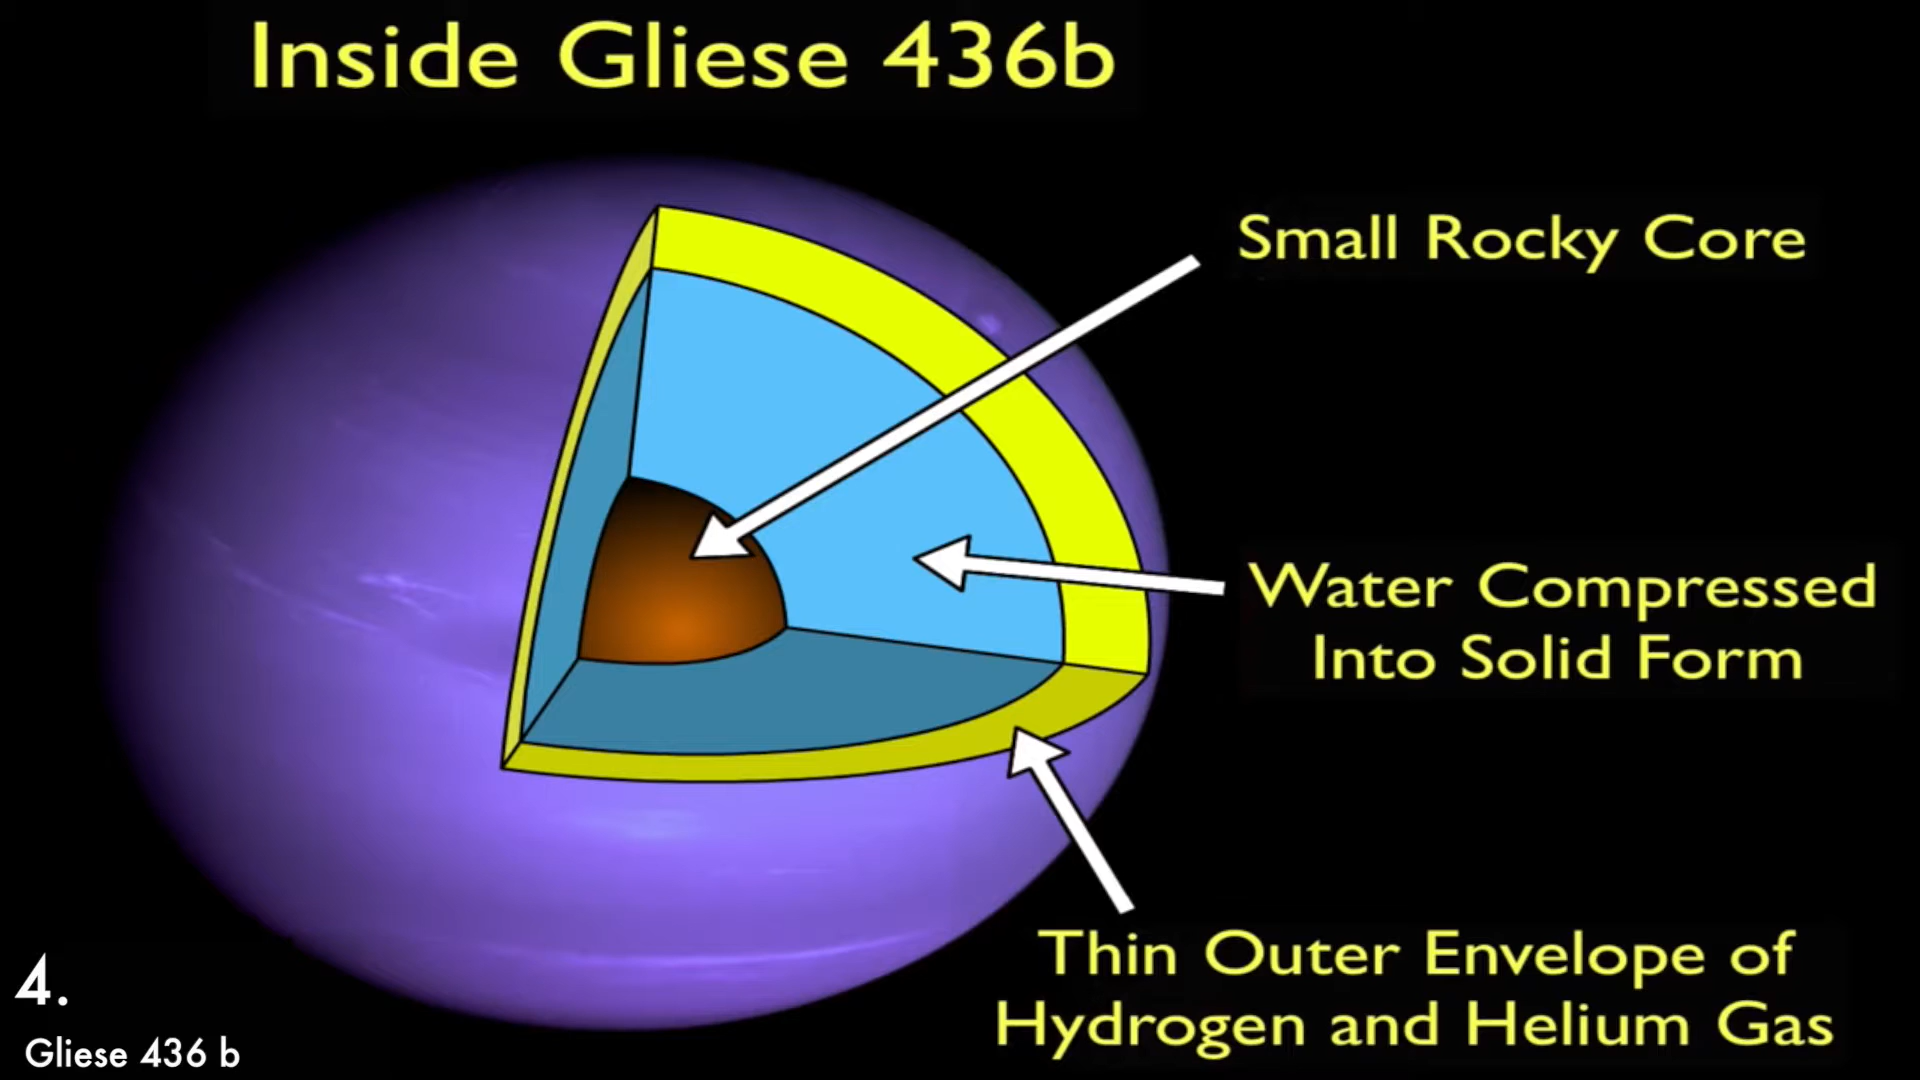 Inside Gliese 436b
Small Rocky Core
Water Compressed
Into Solid Form
Thin Outer Envelope of
Hydrogen and Helium Gas
4.
Gliese 436 b